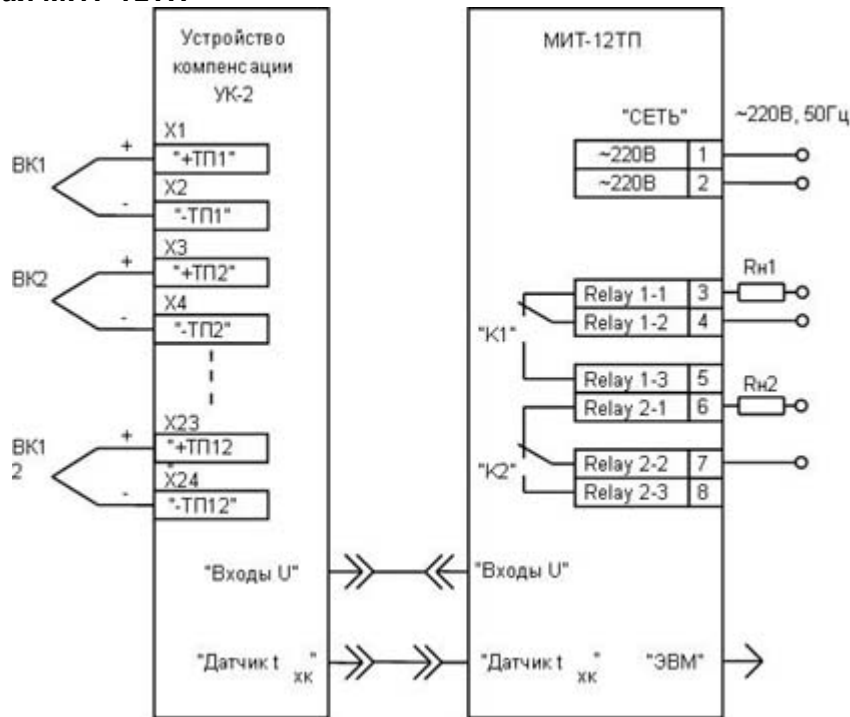 Устройство
компенсации
УК-2
МИТ-12ТП
"СЕТЬ"
~220В, 50Гц
~220В 1
~220В 2
ВК1
+
X1
"+ТП1"
X2
-
"-ТП1"
X3
+
"+ТП2"
ВК2
X4
-
"-ТП2"
Rн1
Relay 1-1 3
Relay 1-2 4
"К1"
Relay 1-3 5
Rн2
Relay 2-1 6
"К2"
Relay 2-2 7
Relay 2-3 8
X23
+
"+ТП12
"
ВК1
2
X24
-
"-ТП12"
"Входы U"
"Входы U"
"Датчик t хк"
"Датчик t хк"
"ЭВМ"